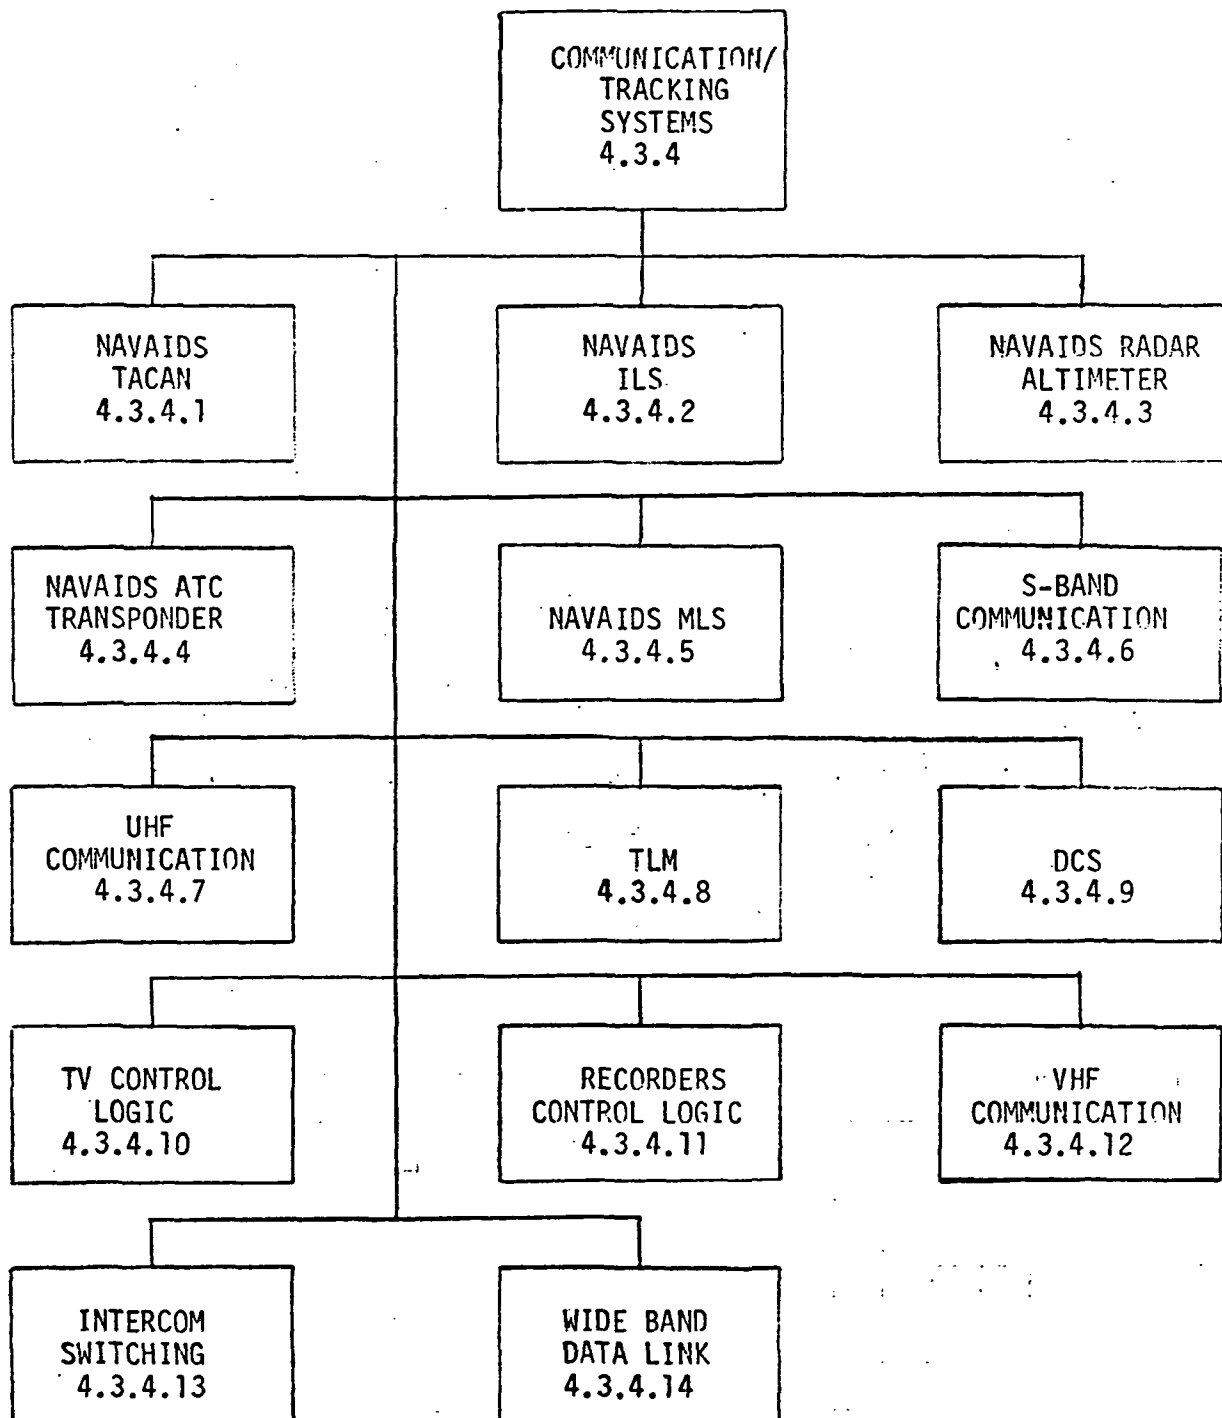 COMMUNICATION/
TRACKING
SYSTEMS
4.3.4
NAVAIDS
TACAN
4.3.4.1
NAVAIDS
ILS
4.3.4.2
NAVAIDS RADAR
ALTIMETER
4.3.4.3
NAVAIDS ATC
TRANSPONDER
4.3.4.4
NAVAIDS MLS
4.3.4.5
S-BAND
COMMUNICATION
4.3.4.6
UHF
COMMUNICATION
4.3.4.7
TLM
4.3.4.8
DCS
4.3.4.9
TV CONTROL
LOGIC
4.3.4.10
RECORDERS
CONTROL LOGIC
4.3.4.11
VHF
COMMUNICATION
4.3.4.12
INTERCOM
SWITCHING
4.3.4.13
WIDE BAND
DATA LINK
4.3.4.14